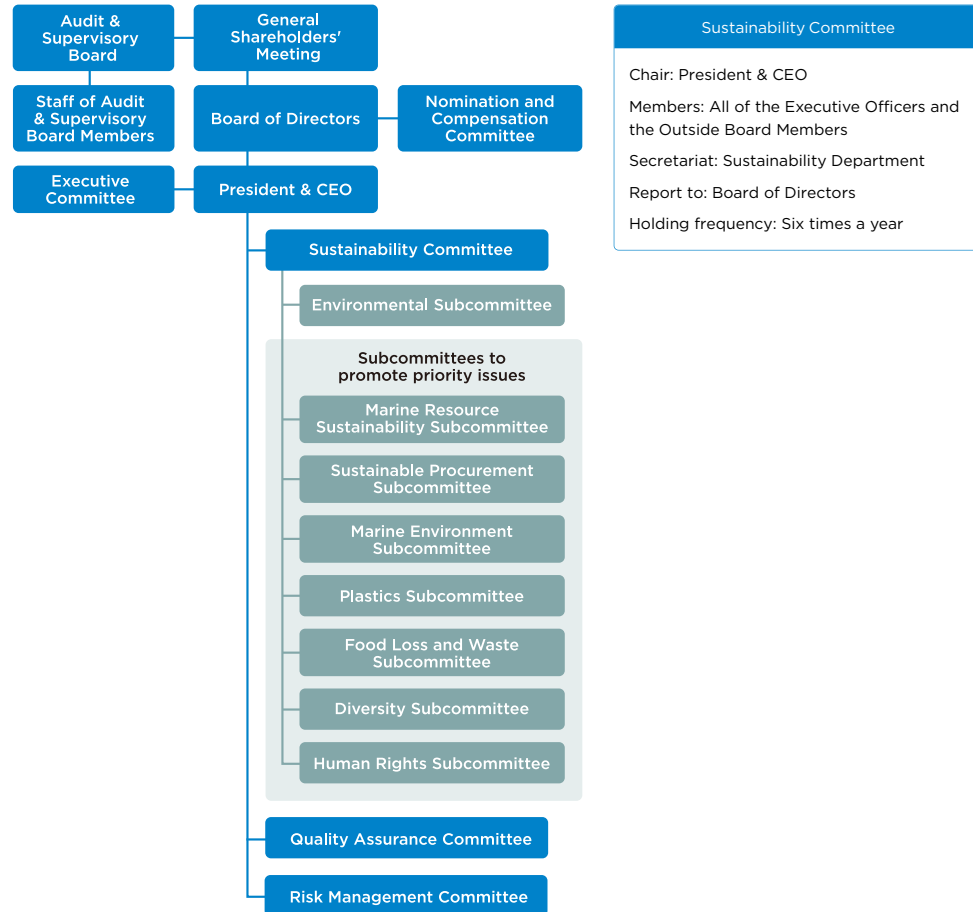 Audit &
Supervisory
Board
General
Shareholders'
Meeting
Staff of Audit
& Supervisory
Board Members
Board of Directors
Nomination and
Compensation
Committee
Executive
Committee
President & CEO
Sustainability Committee
Environmental Subcommittee
Subcommittees to
promote priority issues
Marine Resource
Sustainability Subcommittee
Sustainable Procurement
Subcommittee
Marine Environment
Subcommittee
Plastics Subcommittee
Food Loss and Waste
Subcommittee
Diversity Subcommittee
Human Rights Subcommittee
Quality Assurance Committee
Risk Management Committee
Sustainability Committee
Chair: President & CEO
Members: All of the Executive Officers and
the Outside Board Members
Secretariat: Sustainability Department
Report to: Board of Directors
Holding frequency: Six times a year